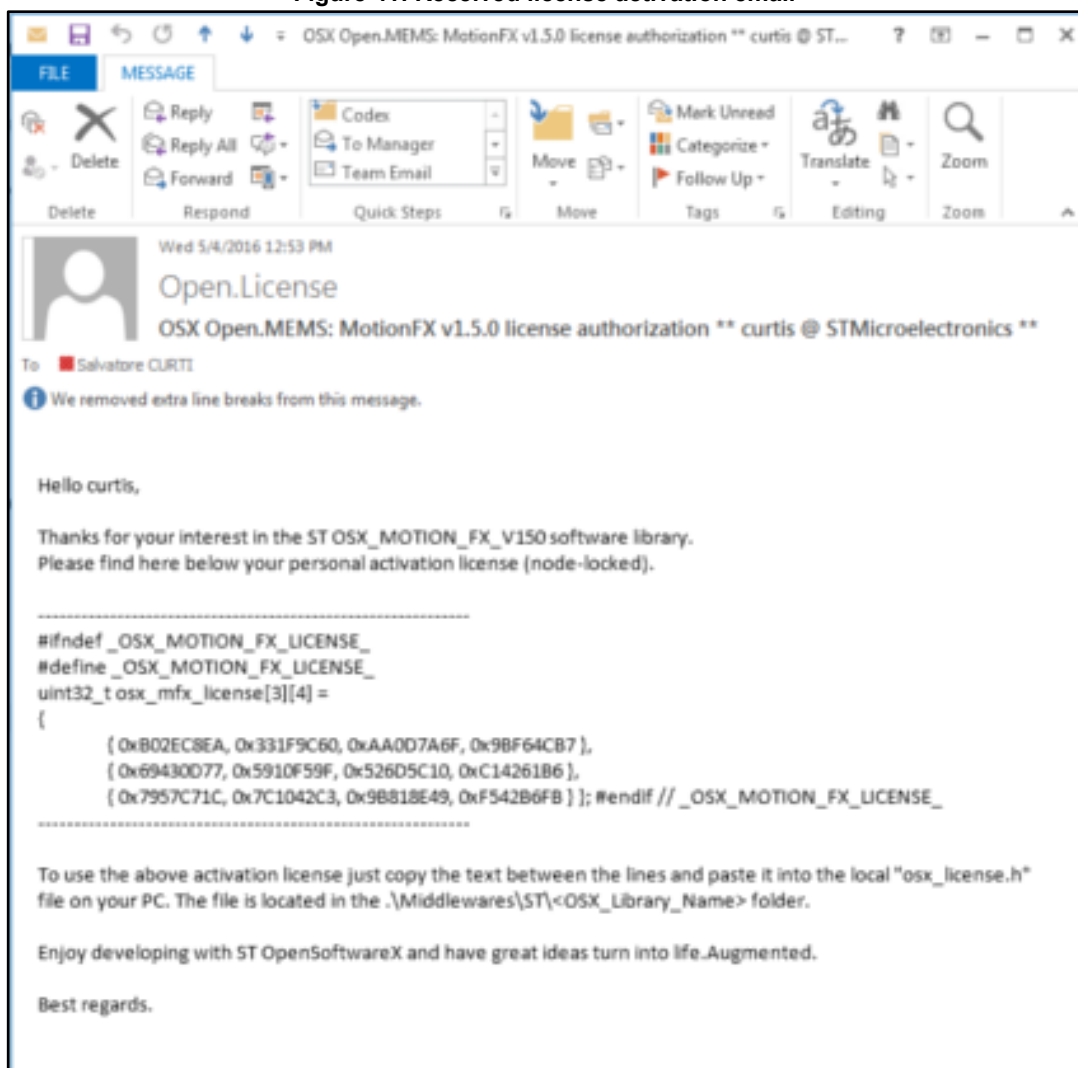 OSX Open.MEMS: MotionFX v1.5.0 license authorization ** curtis @ ST...
FILE MESSAGE
Delete
Reply
Reply All
Forward
Codex
To Manager
Team Email
Move
Mark Unread
Categorize
Follow Up
Translate
Zoom
Delete Respond Quick Steps Move Tags Editing Zoom
Wed 5/4/2016 12:53 PM
Open.License
OSX Open.MEMS: MotionFX v1.5.0 license authorization ** curtis @ STMicroelectronics **
To Salvatore CURTI
We removed extra line breaks from this message.
Hello curtis,
Thanks for your interest in the ST OSX_MOTION_FX_V150 software library.
Please find here below your personal activation license (node-locked).
------------------------------------------------------------
#ifndef _OSX_MOTION_FX_LICENSE_
#define _OSX_MOTION_FX_LICENSE_
uint32_t osx_mfx_license[3][4] =
{
{ 0xB02EC8EA, 0x331F9C60, 0xAA0D7A6F, 0x9BF64CB7 },
{ 0x69430D77, 0x5910F59F, 0x526D5C10, 0xC14261B6 },
{ 0x7957C71C, 0x7C1042C3, 0x9B818E49, 0xF542B6FB } }; #endif // _OSX_MOTION_FX_LICENSE_
------------------------------------------------------------
To use the above activation license just copy the text between the lines and paste it into the local "osx_license.h"
file on your PC. The file is located in the .\Middlewares\ST\<OSX_Library_Name> folder.
Enjoy developing with ST OpenSoftwareX and have great ideas turn into life.Augmented.
Best regards.